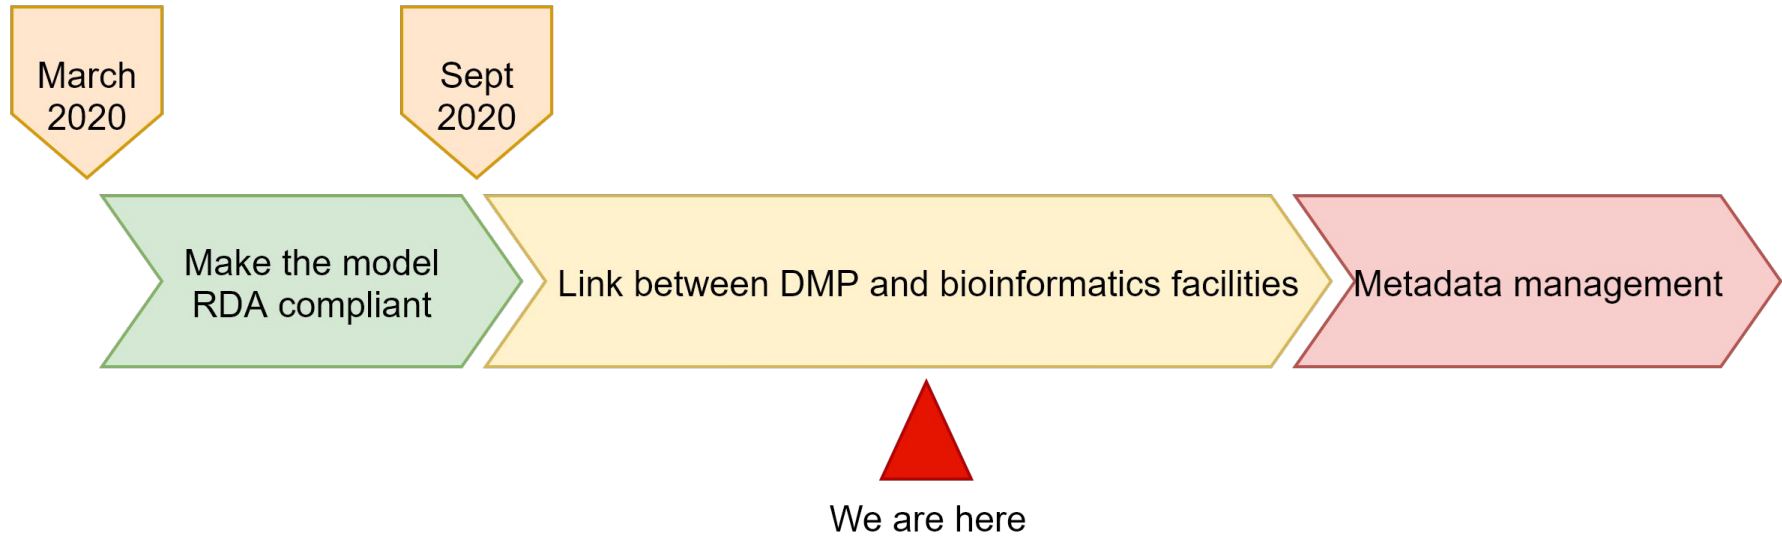 March
2020
Sept
2020
Make the model
RDA compliant
Link between DMP and bioinformatics facilities
Metadata management
We are here